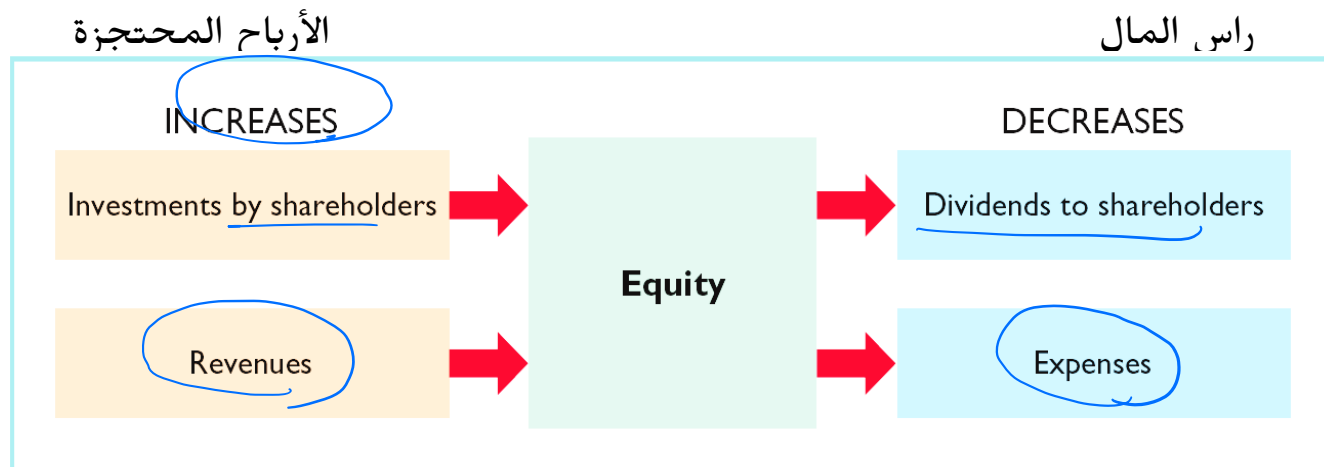 راس المال
الأرباح المحتجزة
INCREASES
DECREASES
Investments by shareholders
Dividends to shareholders
Equity
Revenues
Expenses